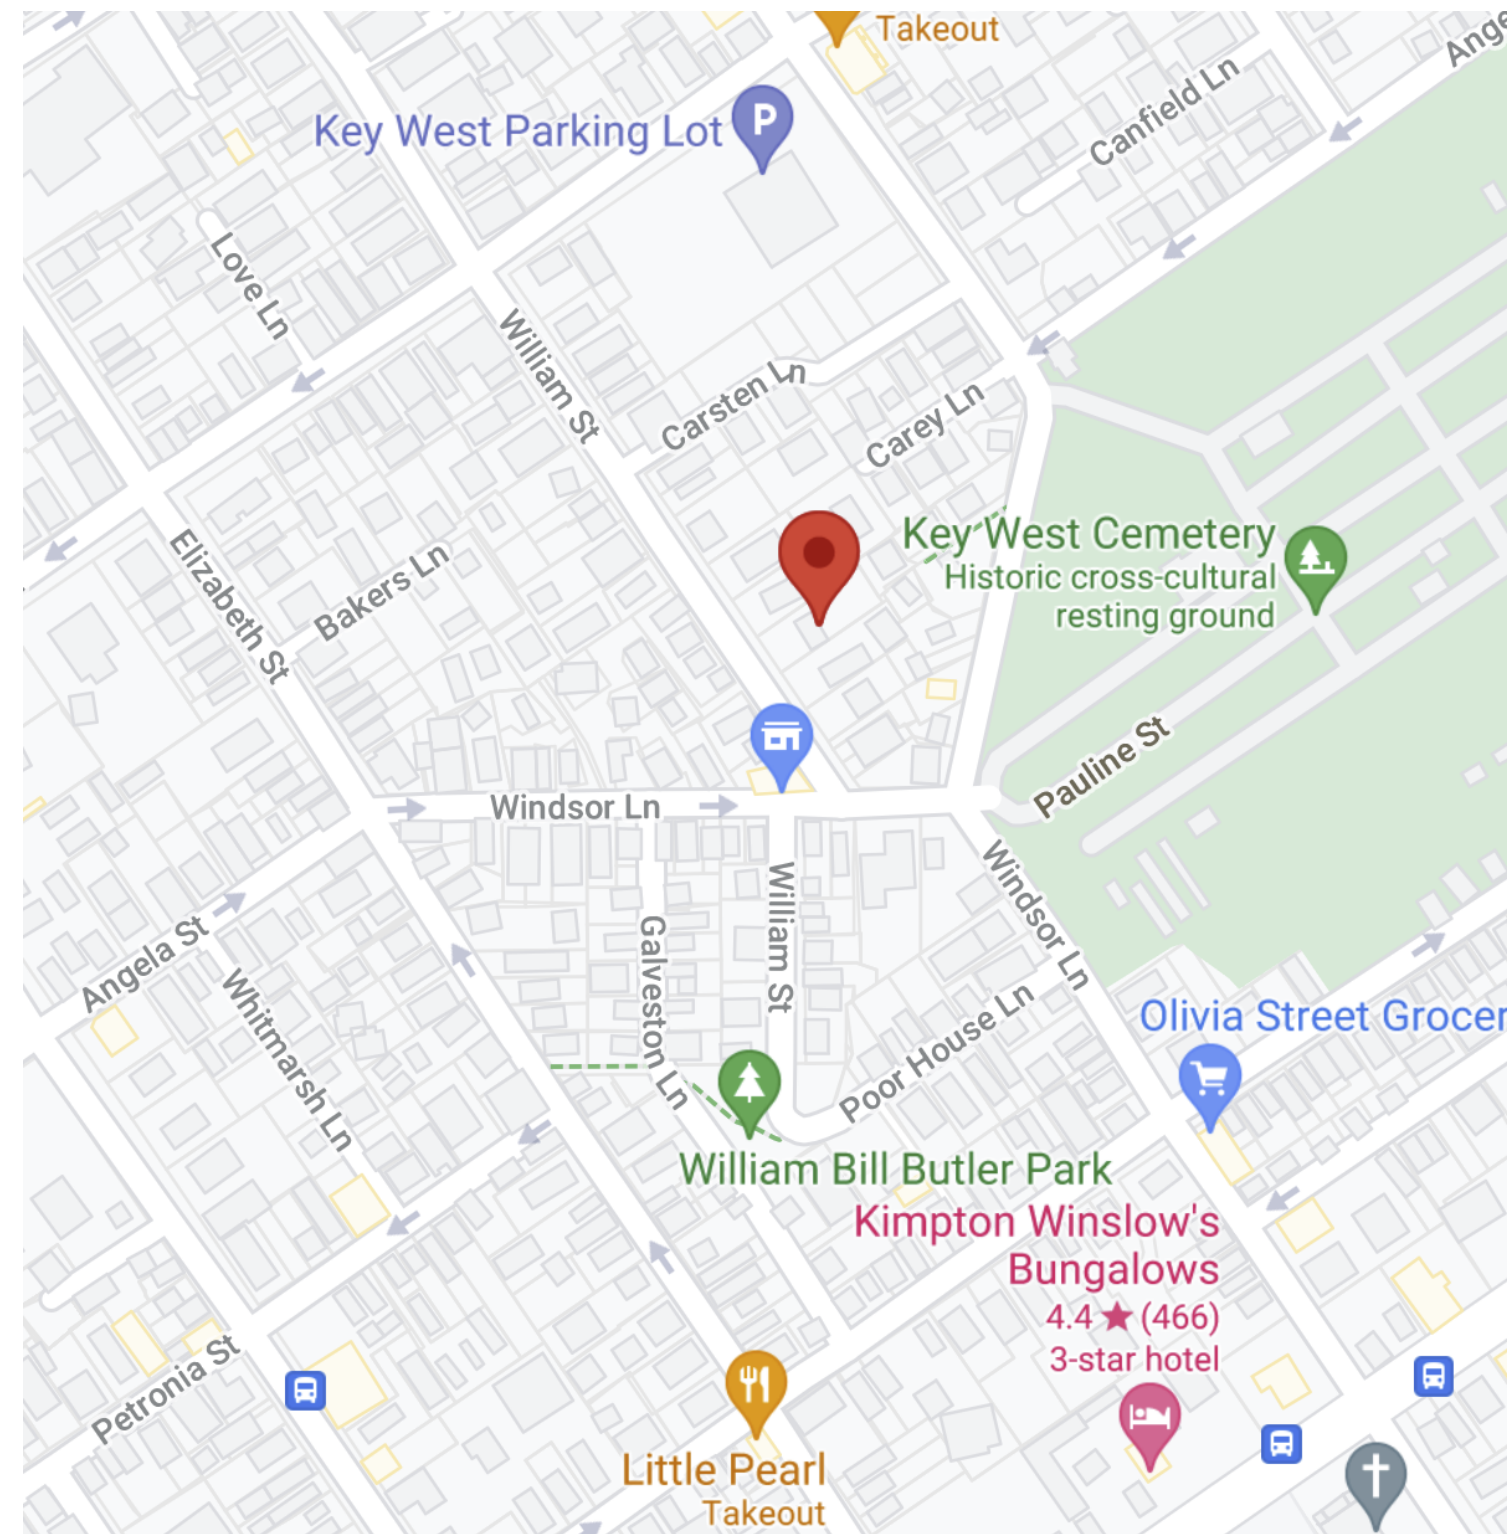 Takeout
Ange
Canfield Ln
Key West Parking Lot
P
Love Ln
William St
Carsten Ln
Carey Ln
Key West Cemetery
Historic cross-cultural
resting ground
Elizabeth St
Bakers Ln
Pauline St
Windsor Ln
Windsor Ln
William St
Galveston Ln
Angela St
Whitmarsh Ln
Poor House Ln
Olivia Street Grocer
William Bill Butler Park
Kimpton Winslow's
Bungalows
4.4 ★ (466)
3-star hotel
Petronia St
Little Pearl
Takeout